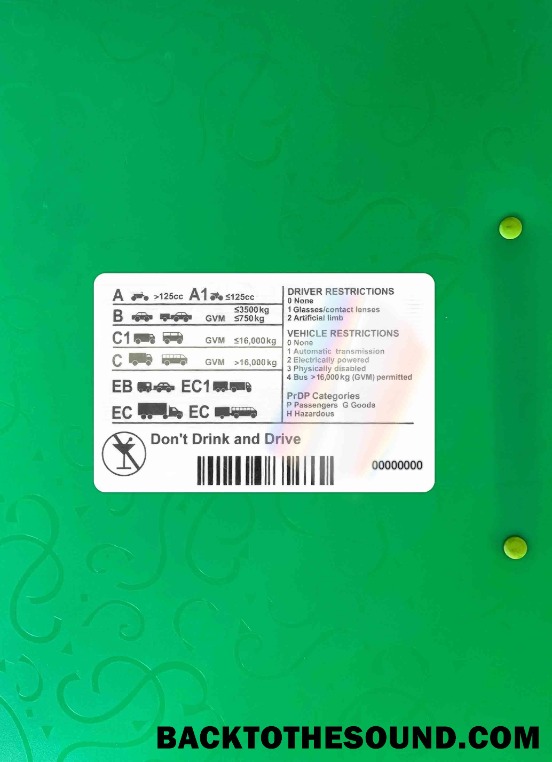 A >125cc A1 ≤125cc
B GVM ≤3500kg ≤750kg
C1 GVM ≤16,000kg
C GVM >16,000kg
EB EC1
EC EC
DRIVER RESTRICTIONS
0 None
1 Glasses/contact lenses
2 Artificial limb
VEHICLE RESTRICTIONS
0 None
1 Automatic transmission
2 Electrically powered
3 Physically disabled
4 Bus >16,000kg (GVM) permitted
PrDP Categories
P Passengers G Goods
H Hazardous
Don't Drink and Drive
00000000
BACKTOTHESOUND.COM